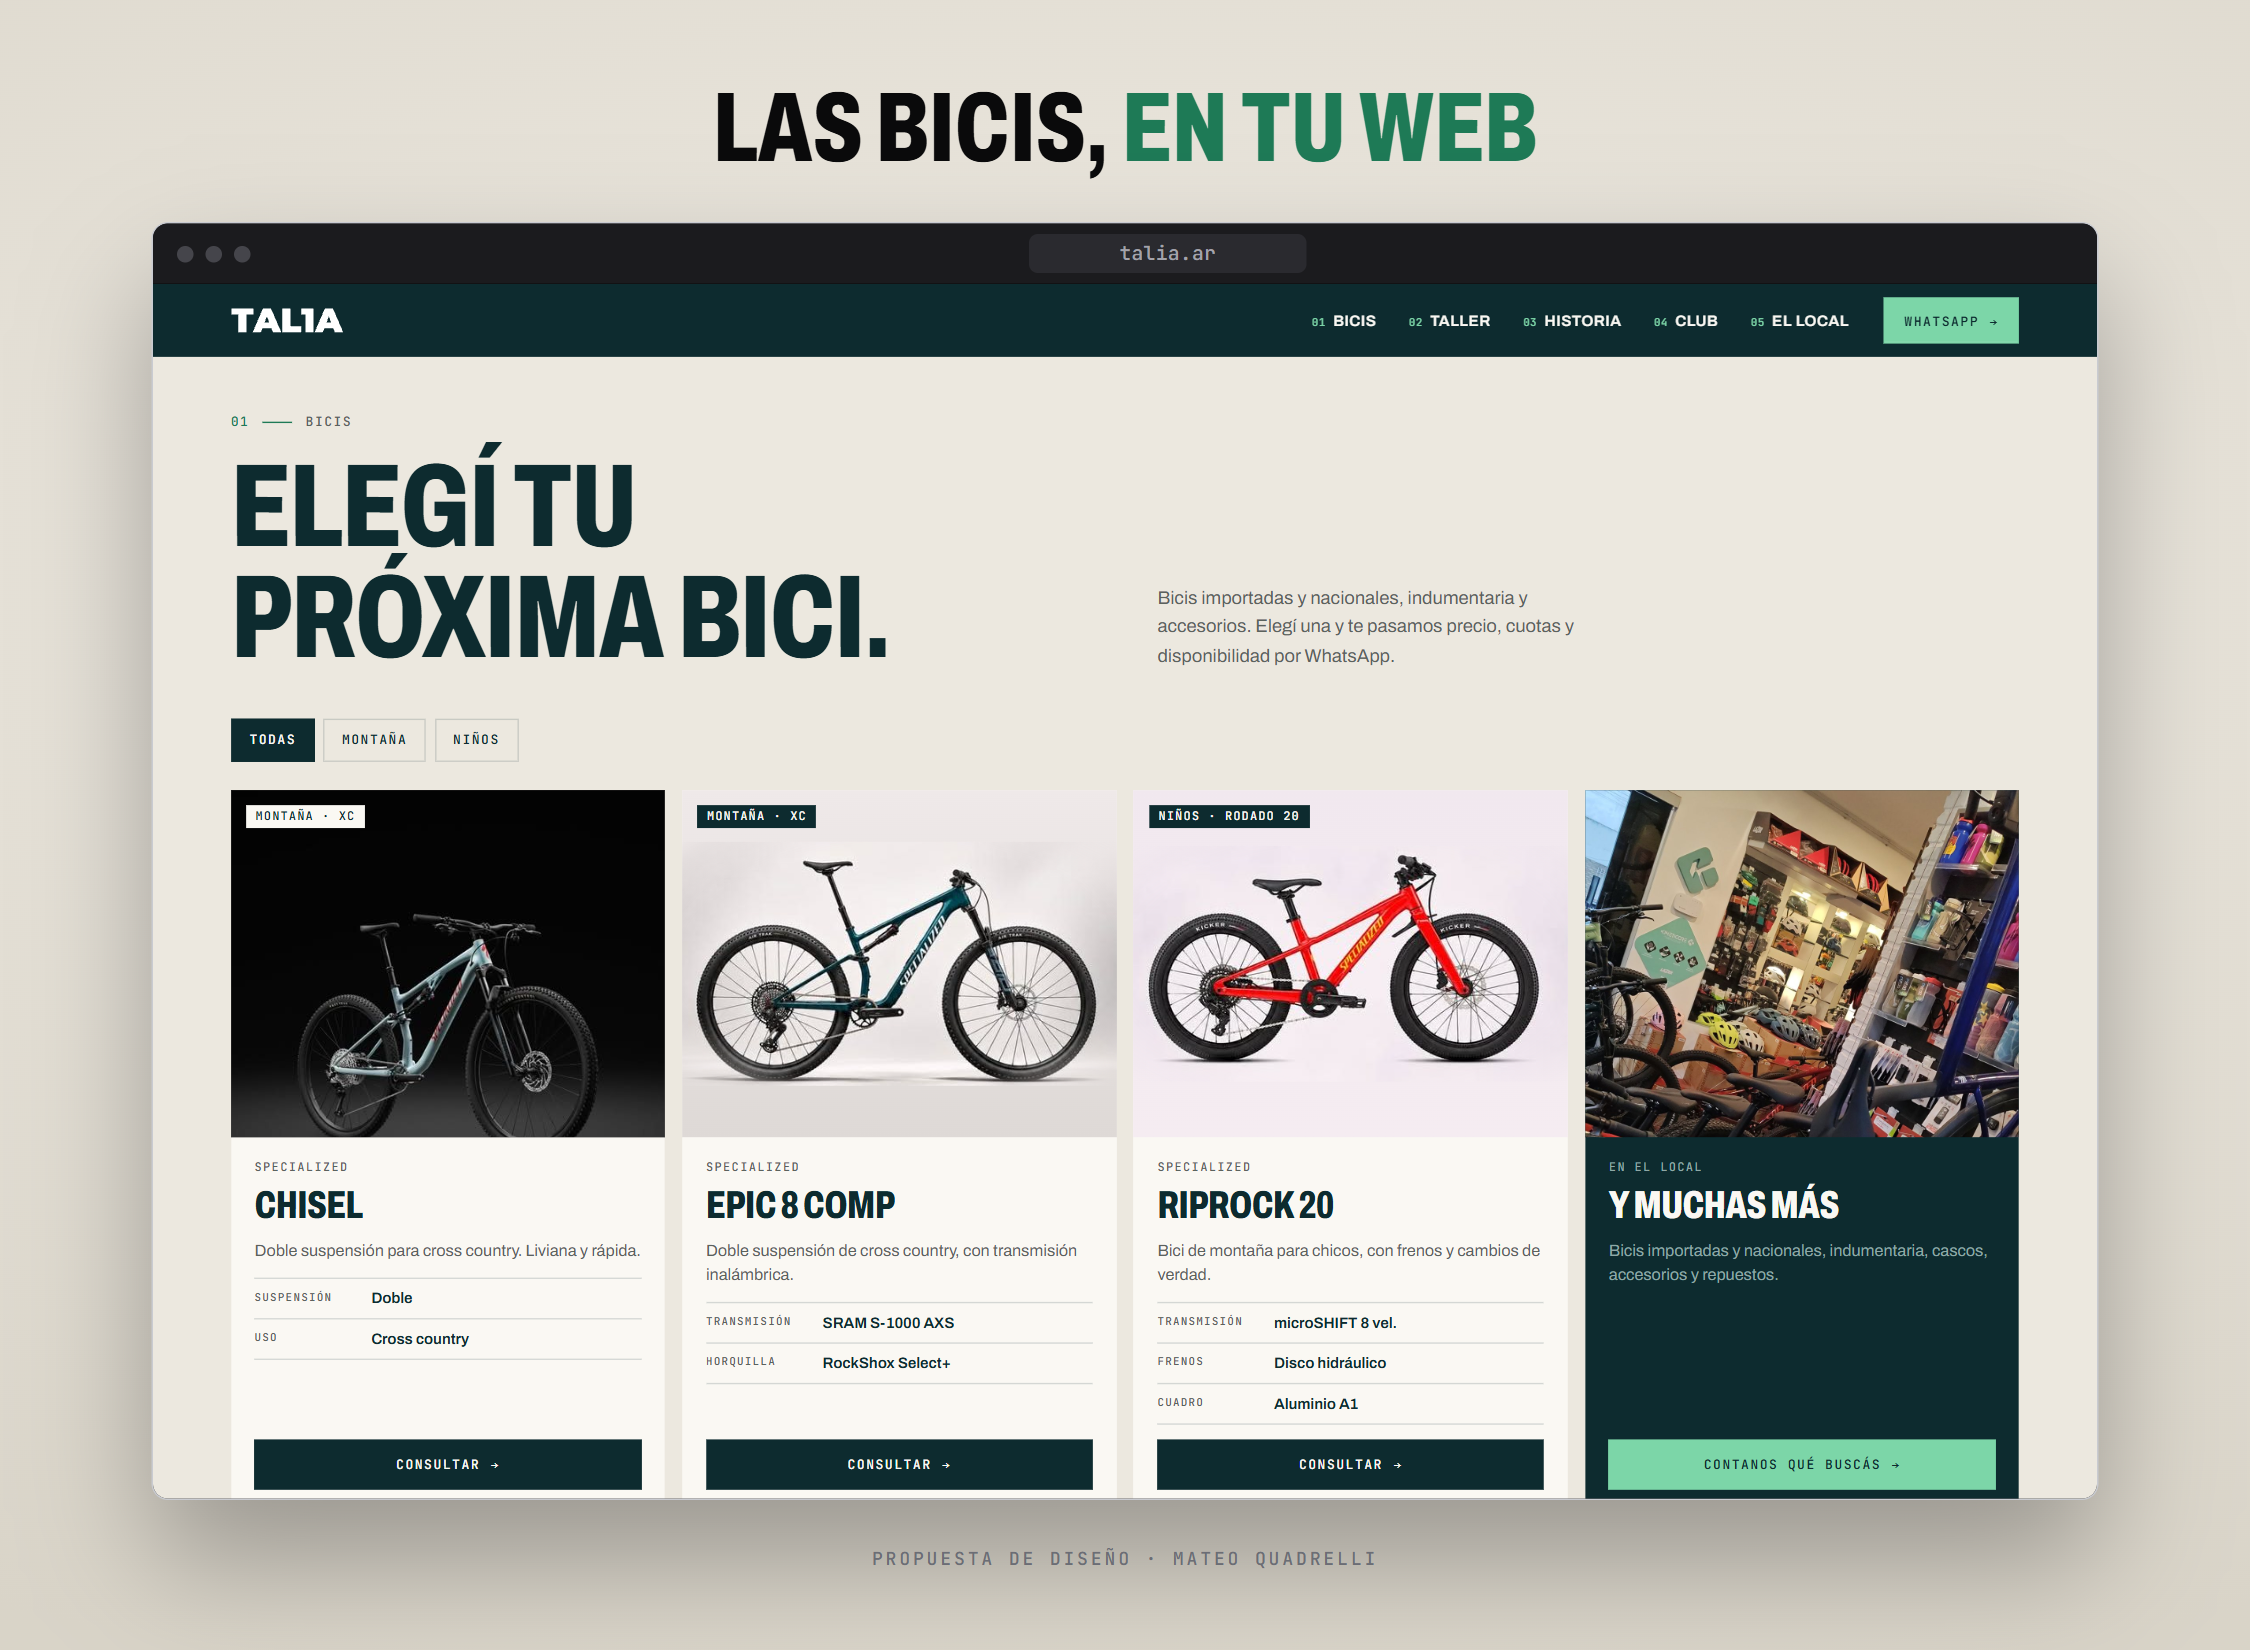 LAS BICIS, EN TU WEB
talia.ar
TALIA
01 BICIS
02 TALLER
03 HISTORIA
04 CLUB
05 EL LOCAL
WHATSAPP →
01 — BICIS
ELEGÍ TU
PRÓXIMA BICI.
Bicis importadas y nacionales, indumentaria y
accesorios. Elegí una y te pasamos precio, cuotas y
disponibilidad por WhatsApp.
TODAS
MONTAÑA
NIÑOS
MONTAÑA · XC
SPECIALIZED
CHISEL
Doble suspensión para cross country. Liviana y rápida.
SUSPENSIÓN Doble
USO Cross country
CONSULTAR →
MONTAÑA · XC
SPECIALIZED
SPECIALIZED
EPIC 8 COMP
Doble suspensión de cross country, con transmisión
inalámbrica.
TRANSMISIÓN SRAM S-1000 AXS
HORQUILLA RockShox Select+
CONSULTAR →
NIÑOS · RODADO 20
KICKER
KICKER
SPECIALIZED
SPECIALIZED
RIPROCK 20
Bici de montaña para chicos, con frenos y cambios de
verdad.
TRANSMISIÓN microSHIFT 8 vel.
FRENOS Disco hidráulico
CUADRO Aluminio A1
CONSULTAR →
EN EL LOCAL
Y MUCHAS MÁS
Bicis importadas y nacionales, indumentaria, cascos,
accesorios y repuestos.
CONTANOS QUÉ BUSCÁS →
PROPUESTA DE DISEÑO · MATEO QUADRELLI